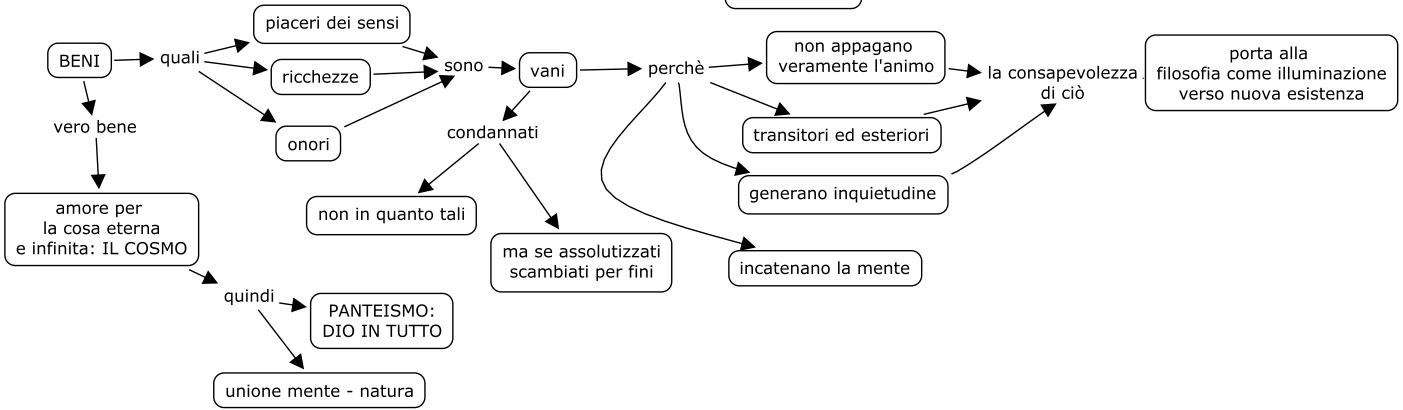 BENI
quali
piaceri dei sensi
ricchezze
onori
sono
vani
perchè
condannati
non in quanto tali
ma se assolutizzati
scambiati per fini
non appagano
veramente l'animo
transitori ed esteriori
generano inquietudine
incatenano la mente
la consapevolezza
di ciò
porta alla
filosofia come illuminazione
verso nuova esistenza
vero bene
amore per
la cosa eterna
e infinita: IL COSMO
quindi
PANTEISMO:
DIO IN TUTTO
unione mente - natura